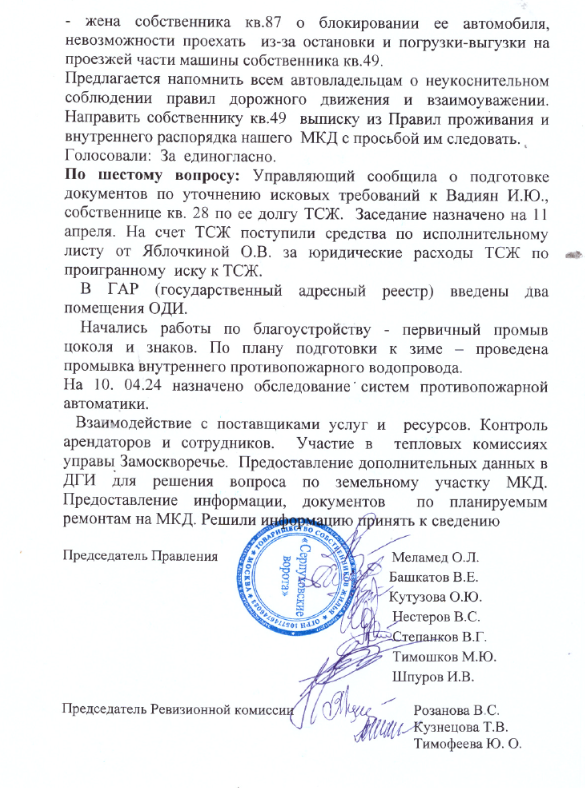 - жена собственника кв.87 о блокировании ее автомобиля,
невозможности проехать из-за остановки и погрузки-выгузки на
проезжей части машины собственника кв.49.
Предлагается напомнить всем автовладельцам о неукоснительном
соблюдении правил дорожного движения и взаимоуважении.
Направить собственнику кв.49 выписку из Правил проживания и
внутреннего распорядка нашего МКД с просьбой им следовать.
Голосовали: За единогласно.
По шестому вопросу: Управляющий сообщила о подготовке
документов по уточнению исковых требований к Вадиян И.Ю.,
собственнице кв. 28 по ее долгу ТСЖ. Заседание назначено на 11
апреля. На счет ТСЖ поступили средства по исполнительному
листу от Яблочкиной О.В. за юридические расходы ТСЖ по
проигранному иску к ТСЖ.
В ГАР (государственный адресный реестр) введены два
помещения ОДИ.
Начались работы по благоустройству - первичный промыв
цоколя и знаков. По плану подготовки к зиме – проведена
промывка внутреннего противопожарного водопровода.
На 10. 04.24 назначено обследование систем противопожарной
автоматики.
Взаимодействие с поставщиками услуг и ресурсов. Контроль
арендаторов и сотрудников. Участие в тепловых комиссиях
управы Замоскворечье. Предоставление дополнительных данных в
ДГИ для решения вопроса по земельному участку МКД.
Предоставление информации, документов по планируемым
ремонтам на МКД. Решили информацию принять к сведению
Председатель Правления Меламед О.Л.
Башкатов В.Е.
Кутузова О.Ю.
Нестеров В.С.
Степанков В.Г.
Тимошков М.Ю.
Шпуров И.В.
ТОВАРИЩЕСТВО СОБСТВЕННИКОВ ЖИЛЬЯ
МОСКВА
«Серпуховские
ворота»
Председатель Ревизионной комиссии Розанова В.С.
Кузнецова Т.В.
Тимофеева Ю. О.